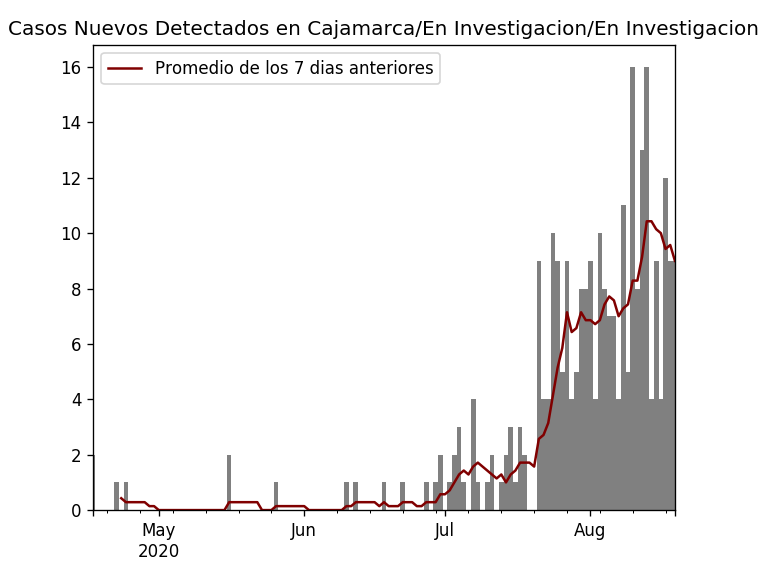 Casos Nuevos Detectados en Cajamarca/En Investigacion/En Investigacion
Promedio de los 7 dias anteriores
16
14
12
10
8
6
4
2
0
May
2020
Jun
Jul
Aug